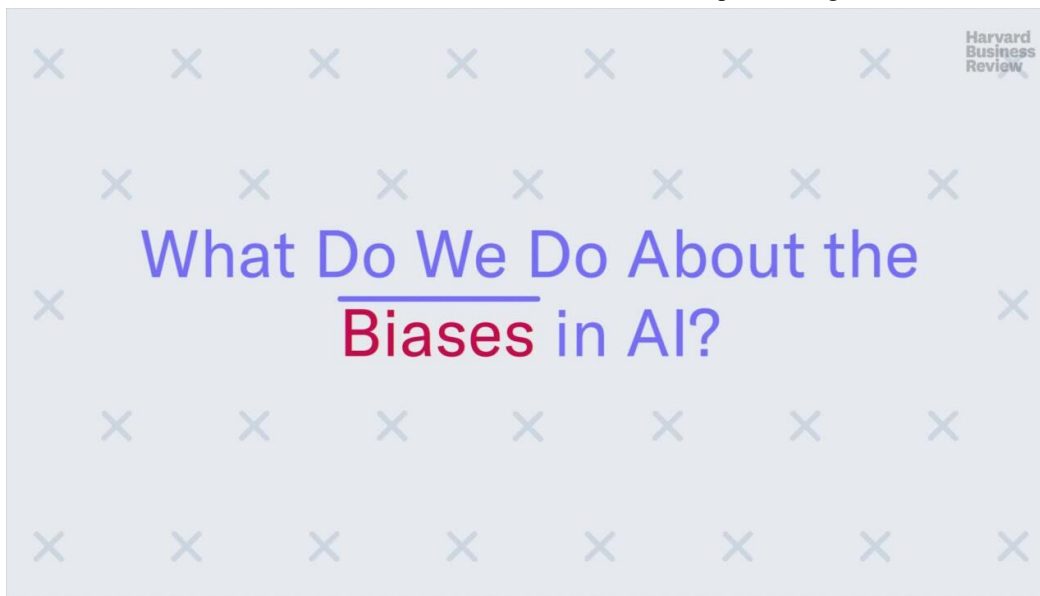 Harvard
Business
Review
What Do We Do About the
Biases in AI?